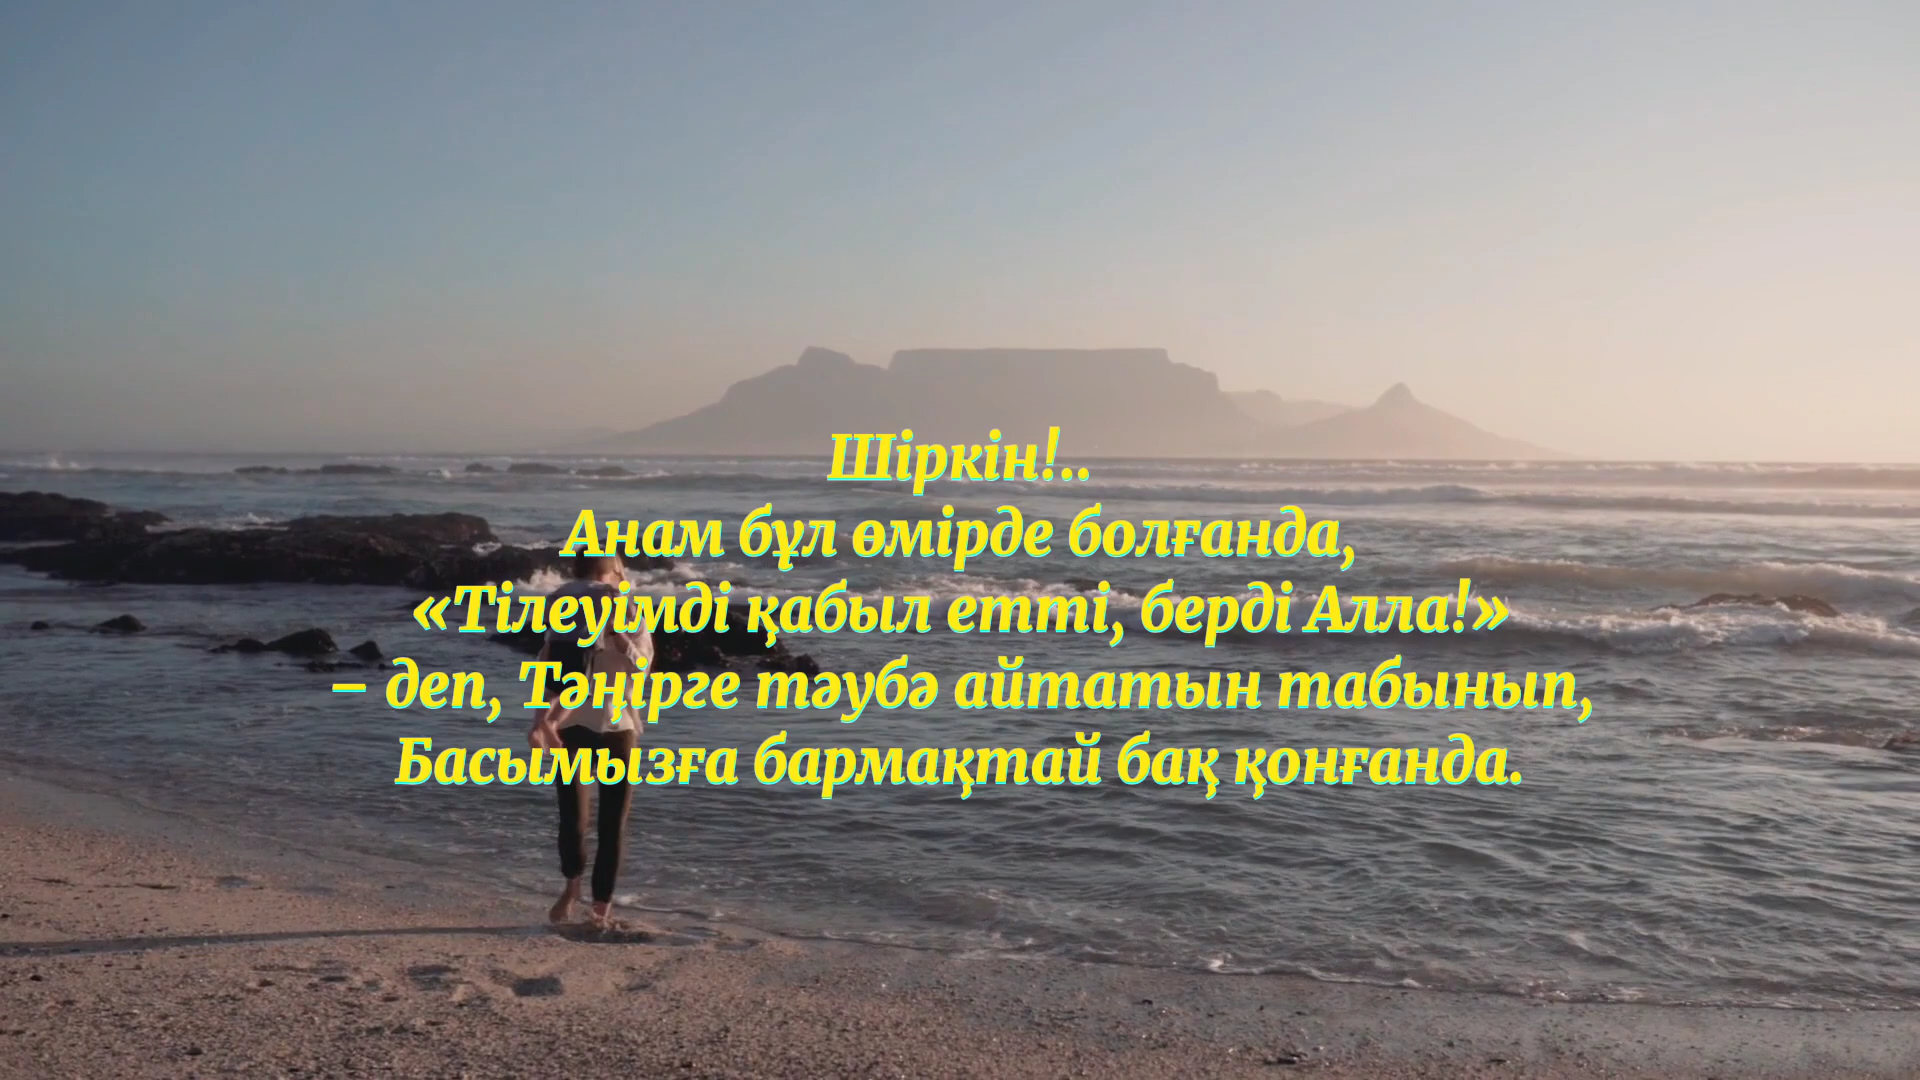 Шіркін!..
Анам бұл өмірде болғанда,
«Тілеуімді қабыл етті, берді Алла!»
– деп, Тәңірге тәубә айтатын табынып,
Басымызға бармақтай бақ қонғанда.